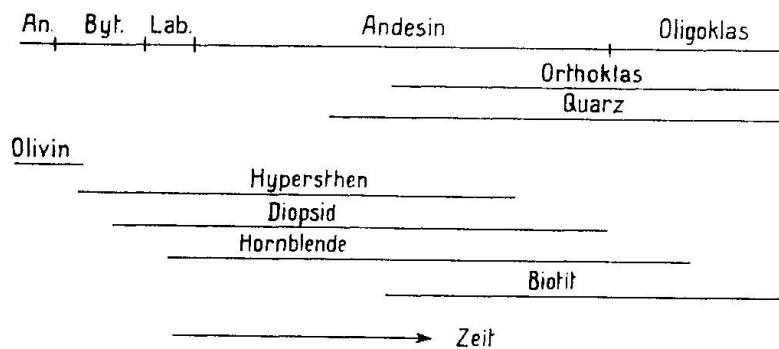 An. Byt. Lab. Andesin Oligoklas
Orthoklas
Quarz
Olivin
Hypersthen
Diopsid
Hornblende
Biotit
Zeit